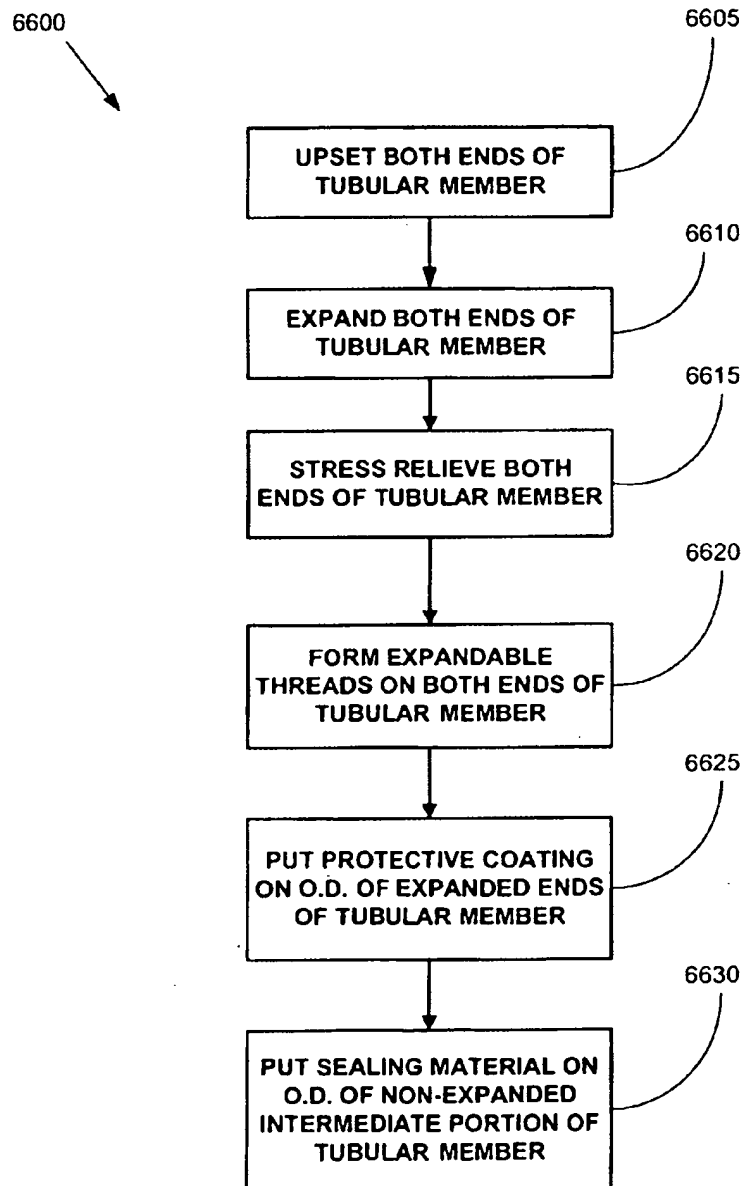 6600
6605
UPSET BOTH ENDS OF
TUBULAR MEMBER
6610
EXPAND BOTH ENDS OF
TUBULAR MEMBER
6615
STRESS RELIEVE BOTH
ENDS OF TUBULAR MEMBER
6620
FORM EXPANDABLE
THREADS ON BOTH ENDS OF
TUBULAR MEMBER
6625
PUT PROTECTIVE COATING
ON O.D. OF EXPANDED ENDS
OF TUBULAR MEMBER
6630
PUT SEALING MATERIAL ON
O.D. OF NON-EXPANDED
INTERMEDIATE PORTION OF
TUBULAR MEMBER